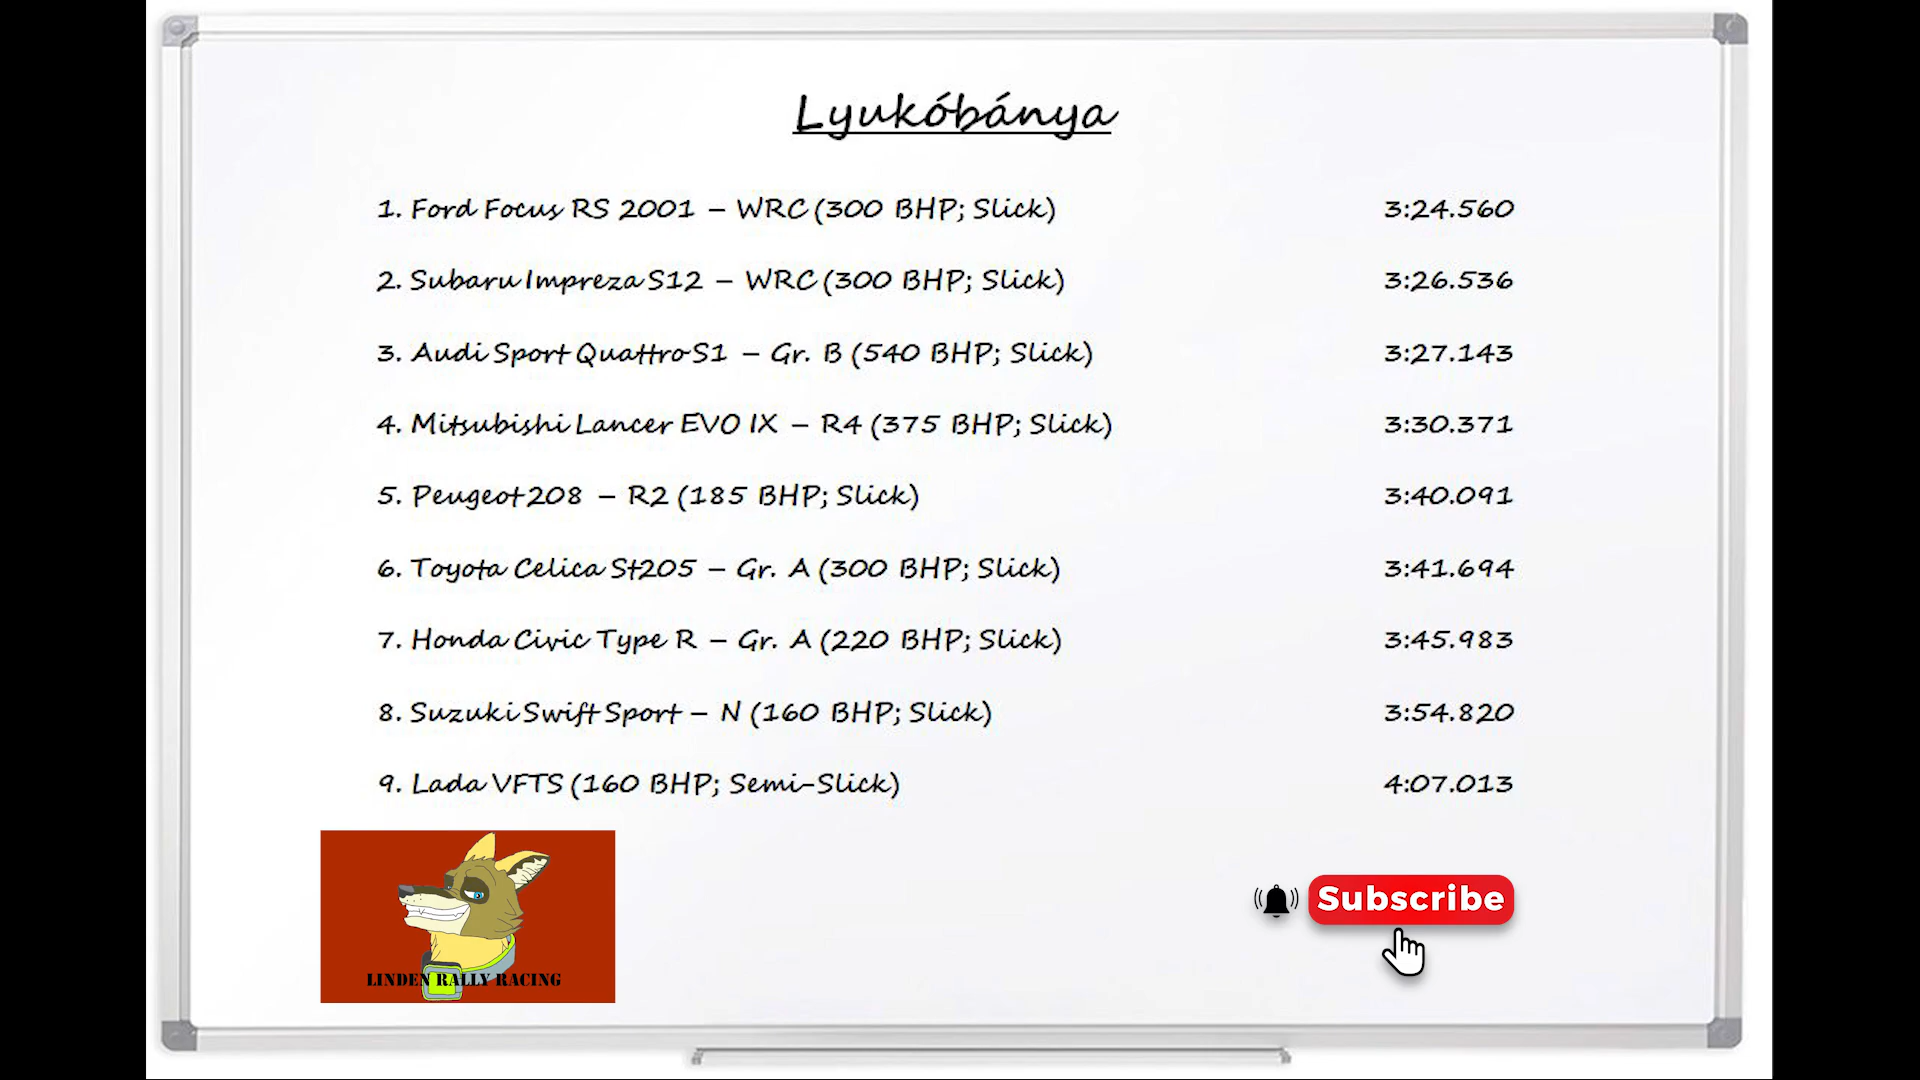 Lyukóbánya
1. Ford Focus RS 2001 – WRC (300 BHP; Slick) 3:24.560
2. Subaru Impreza S12 – WRC (300 BHP; Slick) 3:26.536
3. Audi Sport Quattro S1 – Gr. B (540 BHP; Slick) 3:27.143
4. Mitsubishi Lancer EVO IX – R4 (375 BHP; Slick) 3:30.371
5. Peugeot 208 – R2 (185 BHP; Slick) 3:40.091
6. Toyota Celica St205 – Gr. A (300 BHP; Slick) 3:41.694
7. Honda Civic Type R – Gr. A (220 BHP; Slick) 3:45.983
8. Suzuki Swift Sport – N (160 BHP; Slick) 3:54.820
9. Lada VFTS (160 BHP; Semi-Slick) 4:07.013
Subscribe
LINDEN RALLY RACING